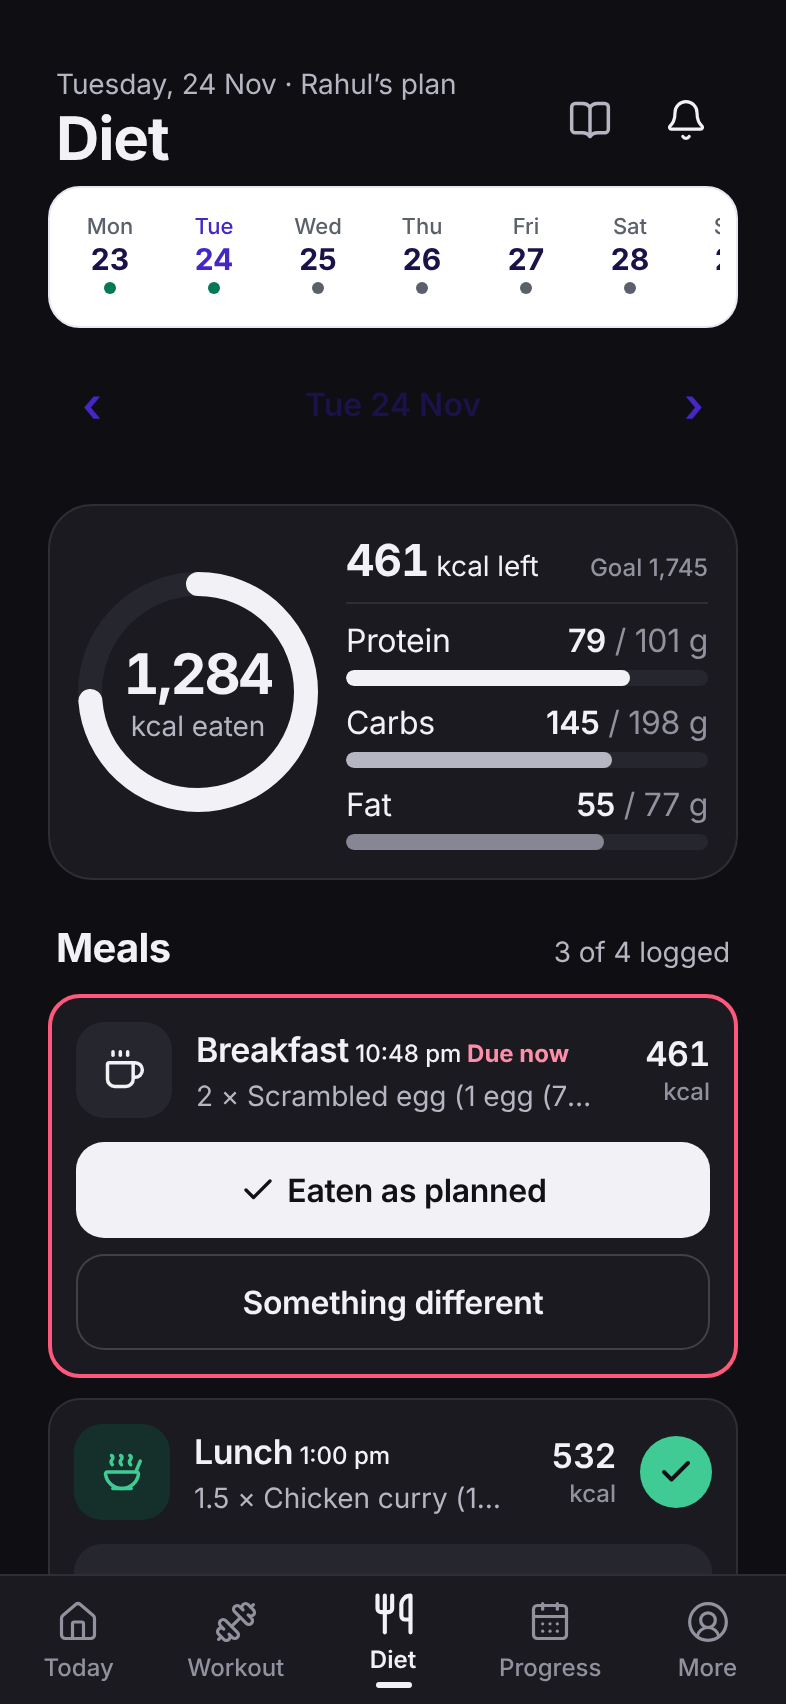 Tuesday, 24 Nov · Rahul’s plan
Diet
Mon Tue Wed Thu Fri Sat
23 24 25 26 27 28
‹ Tue 24 Nov ›
461 kcal left Goal 1,745
1,284
kcal eaten
Protein 79 / 101 g
Carbs 145 / 198 g
Fat 55 / 77 g
Meals 3 of 4 logged
Breakfast 10:48 pm Due now 461
2 × Scrambled egg (1 egg (7... kcal
Eaten as planned
Something different
Lunch 1:00 pm 532
1.5 × Chicken curry (1... kcal
Today Workout Diet Progress More